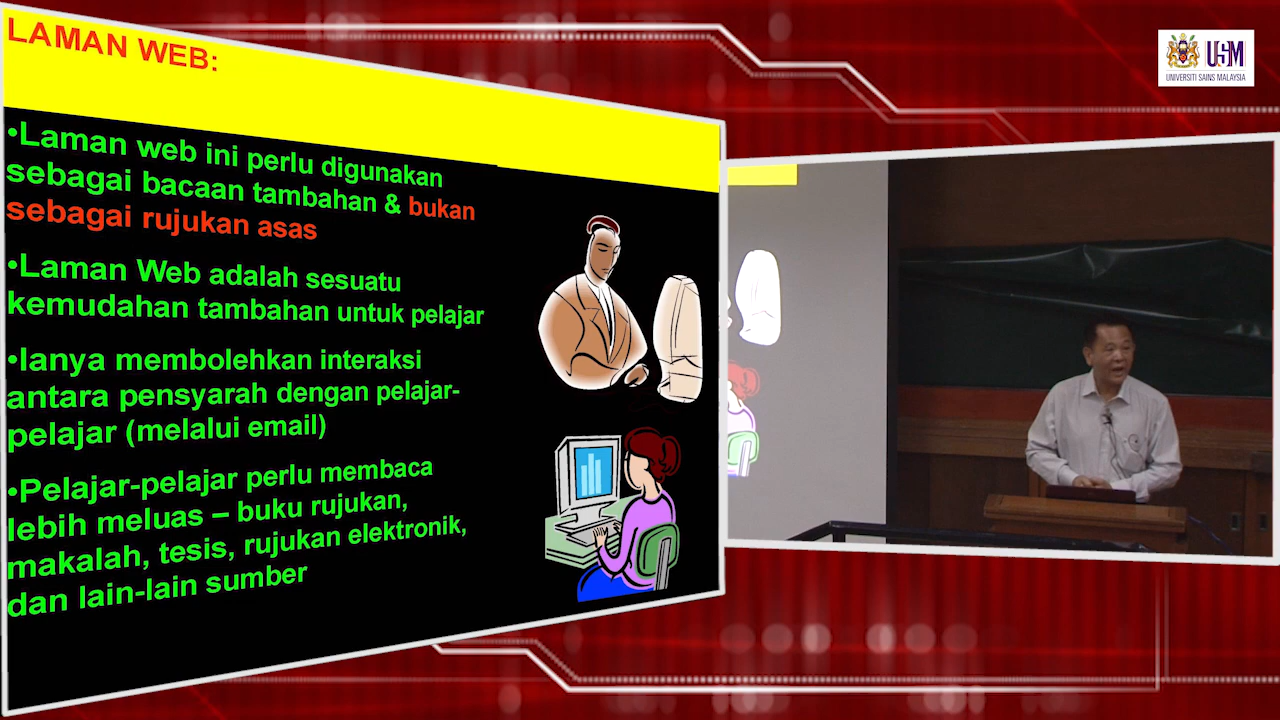 LAMAN WEB:
•Laman web ini perlu digunakan
sebagai bacaan tambahan & bukan
sebagai rujukan asas
•Laman Web adalah sesuatu
kemudahan tambahan untuk pelajar
•Ianya membolehkan interaksi
antara pensyarah dengan pelajar-
pelajar (melalui email)
•Pelajar-pelajar perlu membaca
lebih meluas – buku rujukan,
makalah, tesis, rujukan elektronik,
dan lain-lain sumber
USM
UNIVERSITI SAINS MALAYSIA